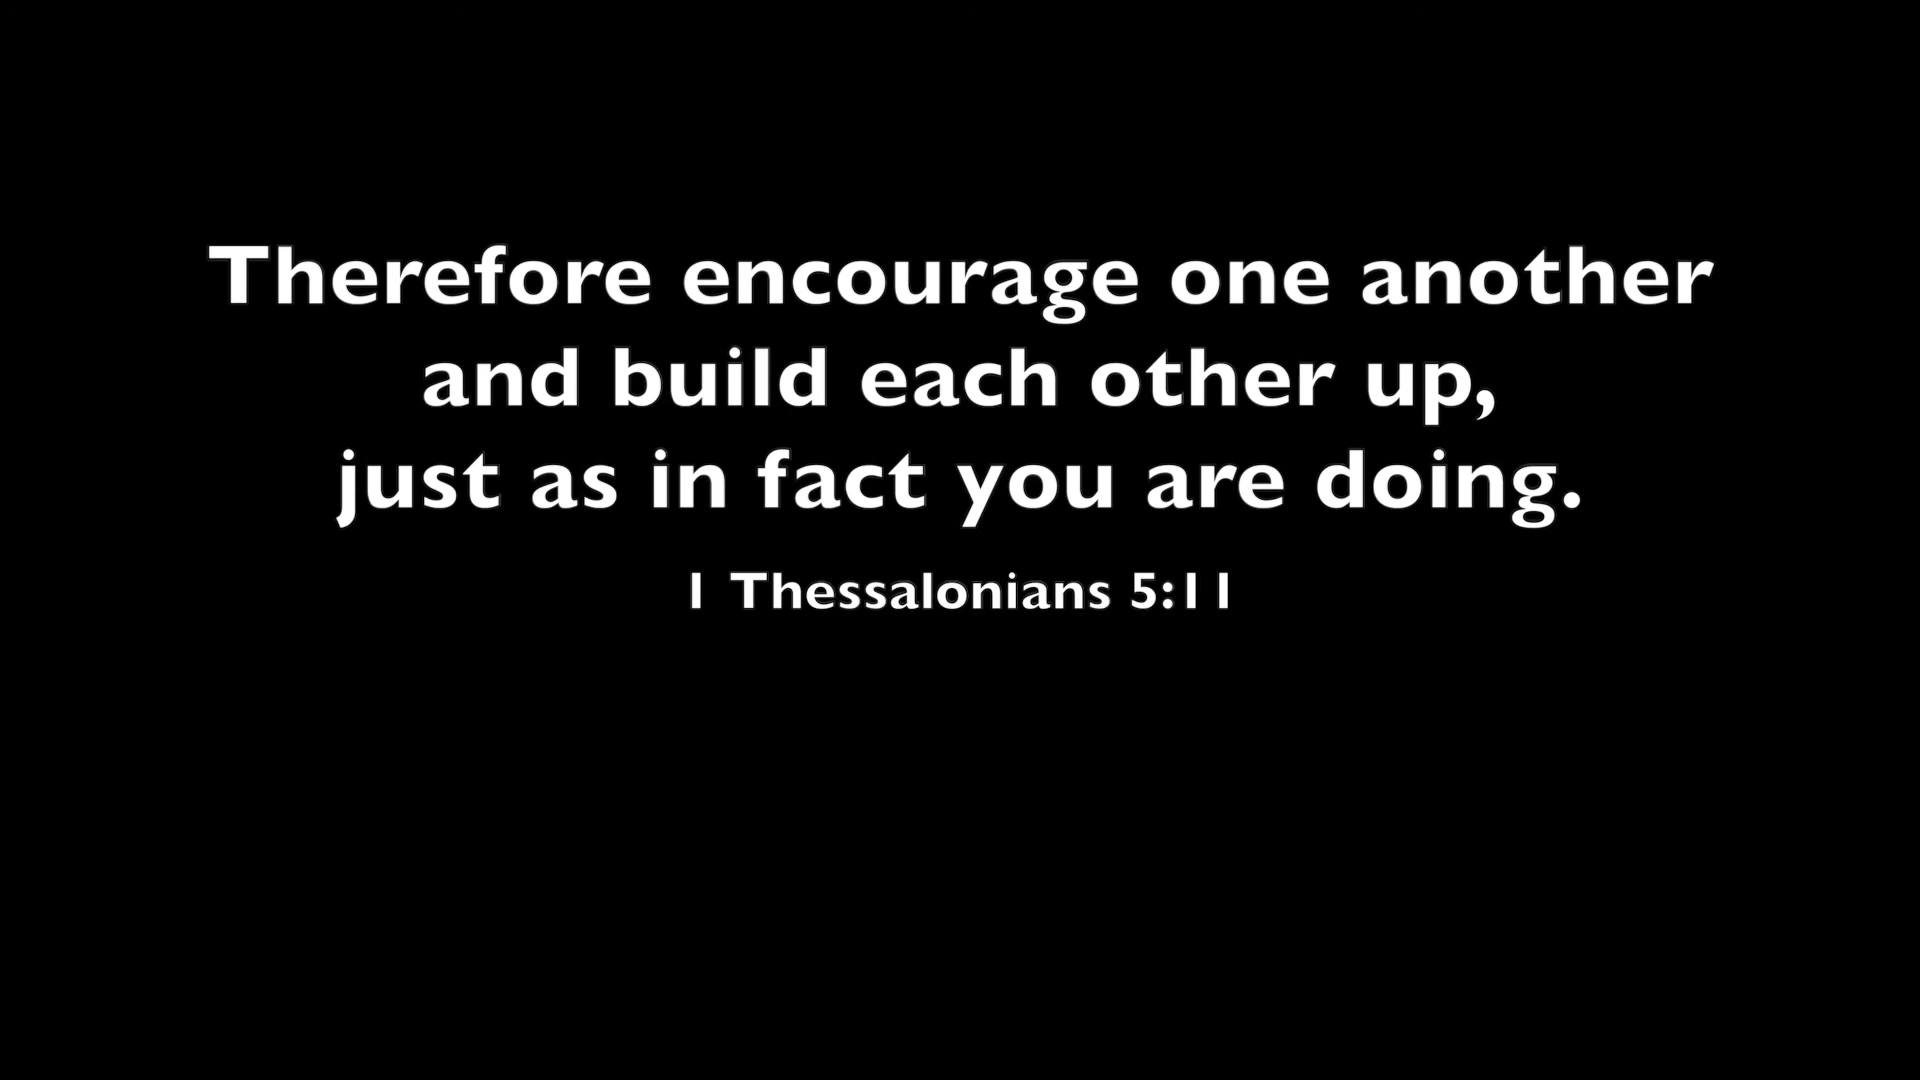 Therefore encourage one another
and build each other up,
just as in fact you are doing.
1 Thessalonians 5:11